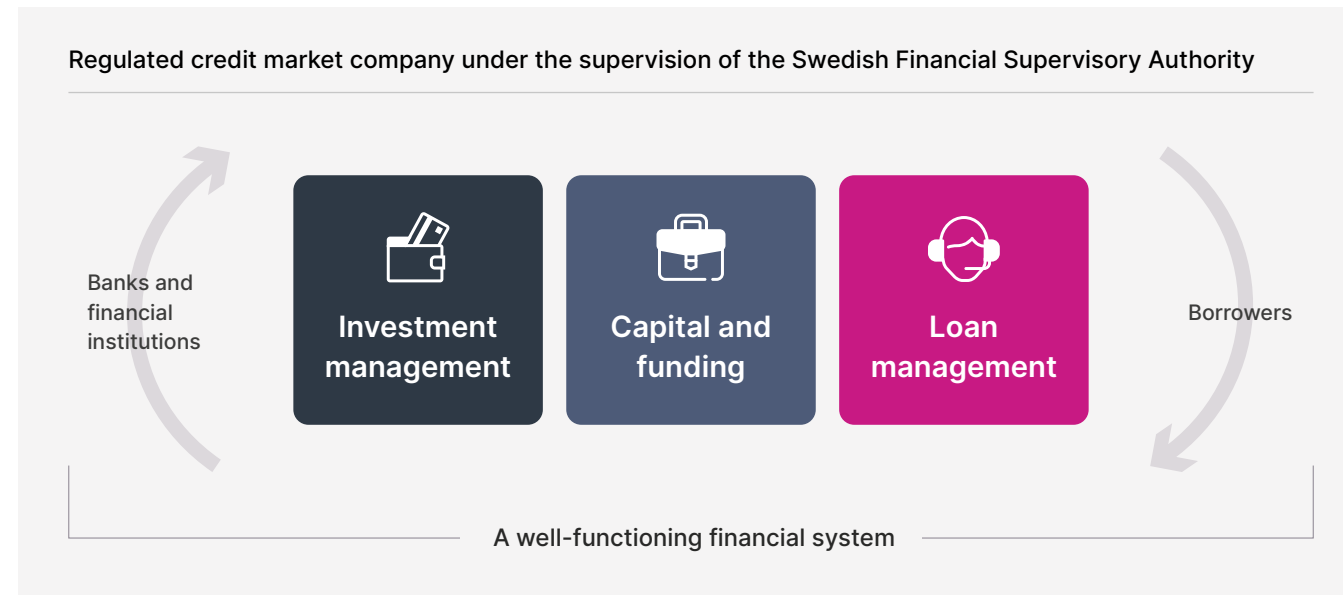 Regulated credit market company under the supervision of the Swedish Financial Supervisory Authority
Banks and
financial
institutions
Investment
management
Capital and
funding
Loan
management
Borrowers
A well-functioning financial system